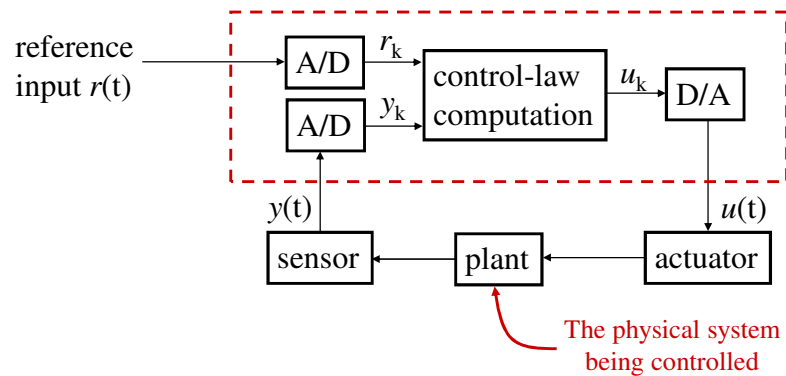 reference
input r(t)
A/D
r_k
A/D
y_k
control-law
computation
u_k
D/A
y(t)
u(t)
sensor
plant
actuator
The physical system
being controlled